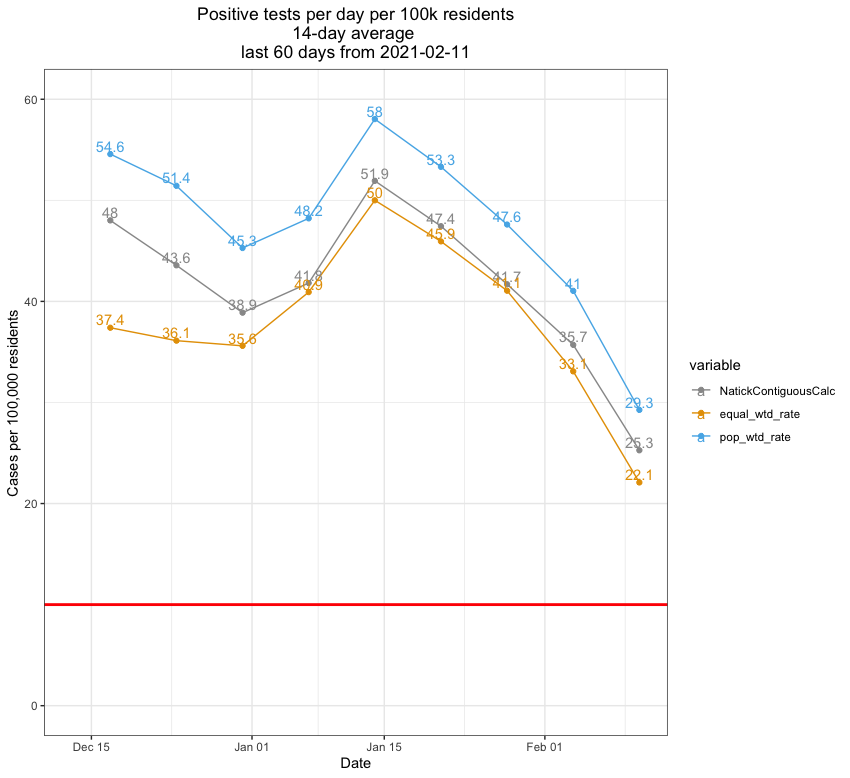 Positive tests per day per 100k residents
14-day average
last 60 days from 2021-02-11
Cases per 100,000 residents
60
40
20
0
54.6
51.4
45.3
48.2
58
53.3
47.6
41
29.3
48
43.6
38.9
41.8
51.9
47.4
41.7
35.7
25.3
37.4
36.1
35.6
40.9
50
45.9
41.1
33.1
22.1
Dec 15
Jan 01
Jan 15
Feb 01
Date
variable
a NatickContiguousCalc
a equal_wtd_rate
a pop_wtd_rate